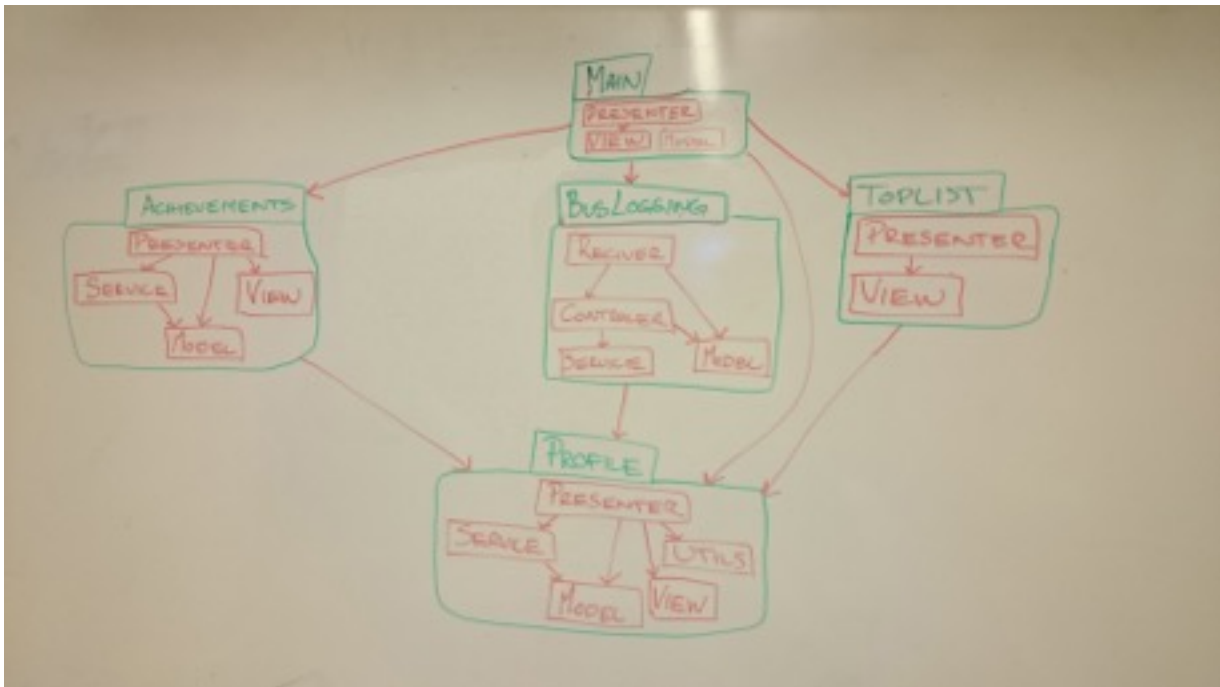 MAIN
PRESENTER
VIEW MODEL
ACHIEVEMENTS
PRESENTER
SERVICE
VIEW
MODEL
BUSLOGGING
RECIVER
CONTROLER
SERVICE
MODEL
TOPLIST
PRESENTER
VIEW
PROFILE
PRESENTER
SERVICE
UTILS
MODEL
VIEW